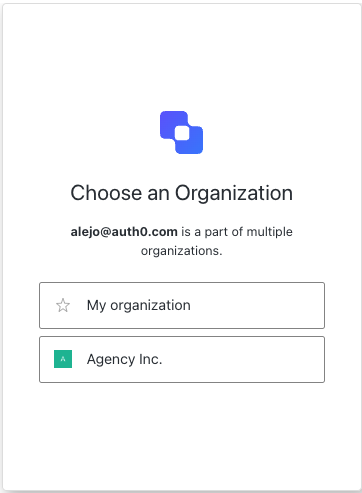 Choose an Organization
alejo@auth0.com is a part of multiple
organizations.
My organization
A
Agency Inc.